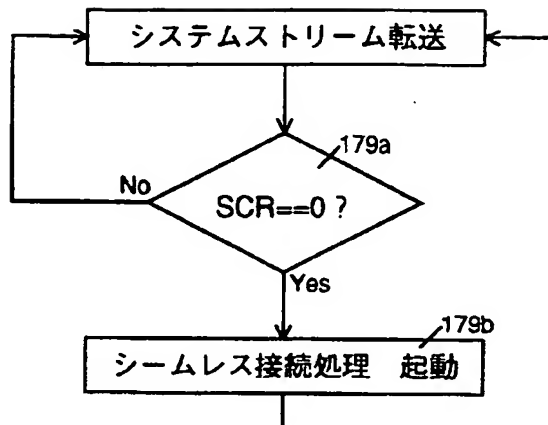 システムストリーム転送
179a
No
SCR==0 ?
Yes
179b
シームレス接続処理 起動